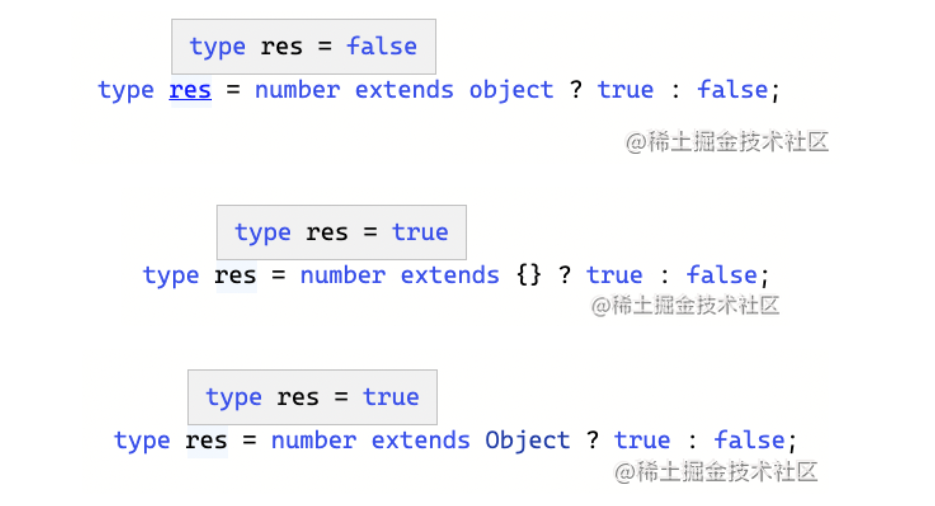 type res = false
type res = number extends object ? true : false;
@稀土掘金技术社区
type res = true
type res = number extends {} ? true : false;
@稀土掘金技术社区
type res = true
type res = number extends Object ? true : false;
@稀土掘金技术社区